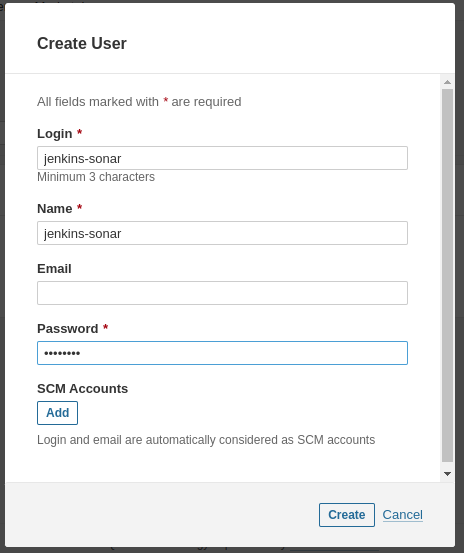 Create User
All fields marked with * are required
Login *
jenkins-sonar
Minimum 3 characters
Name *
jenkins-sonar
Email
Password *
••••••••
SCM Accounts
Add
Login and email are automatically considered as SCM accounts
Create Cancel